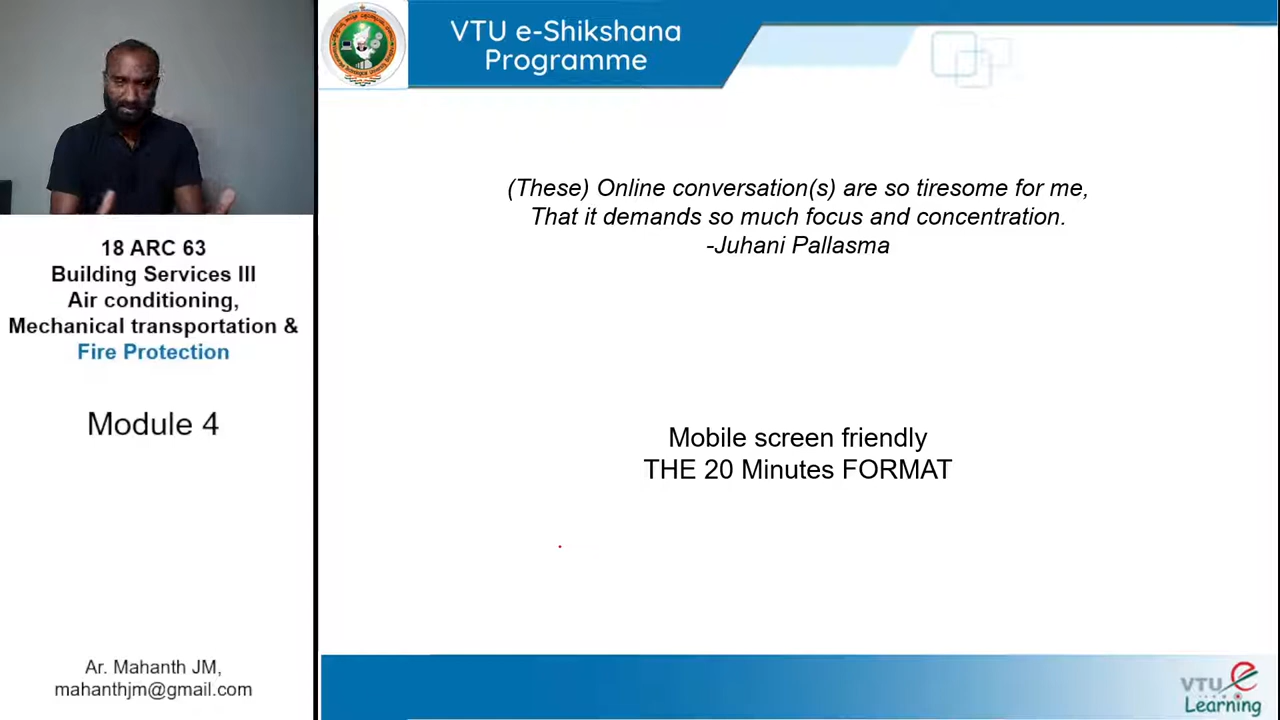 VTU e-Shikshana
Programme
(These) Online conversation(s) are so tiresome for me,
That it demands so much focus and concentration.
-Juhani Pallasma
18 ARC 63
Building Services III
Air conditioning,
Mechanical transportation &
Fire Protection
Module 4
Mobile screen friendly
THE 20 Minutes FORMAT
Ar. Mahanth JM,
mahanthjm@gmail.com
VTU e
Learning